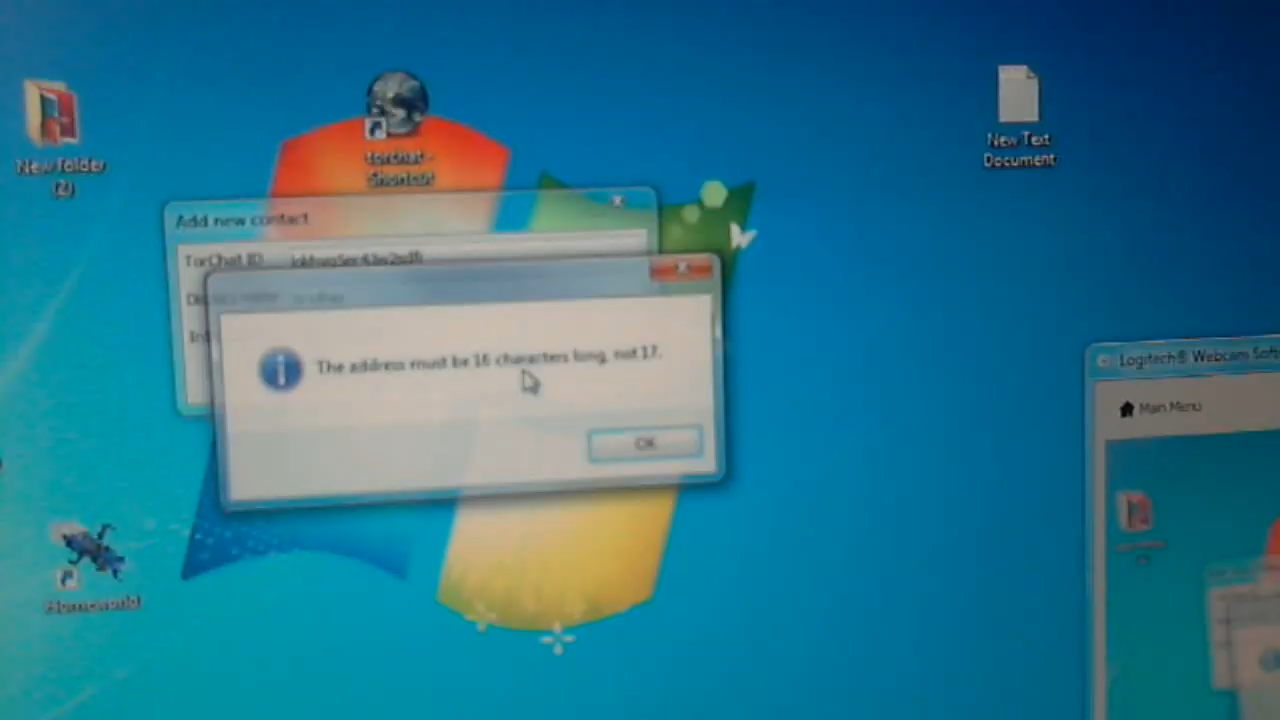 New Folder
(2)
torchat -
Shortcut
New Text
Document
Add new contact
TorChat ID
The address must be 16 characters long, not 17.
OK
Logitech® Webcam Soft
Main Menu
Homeworld